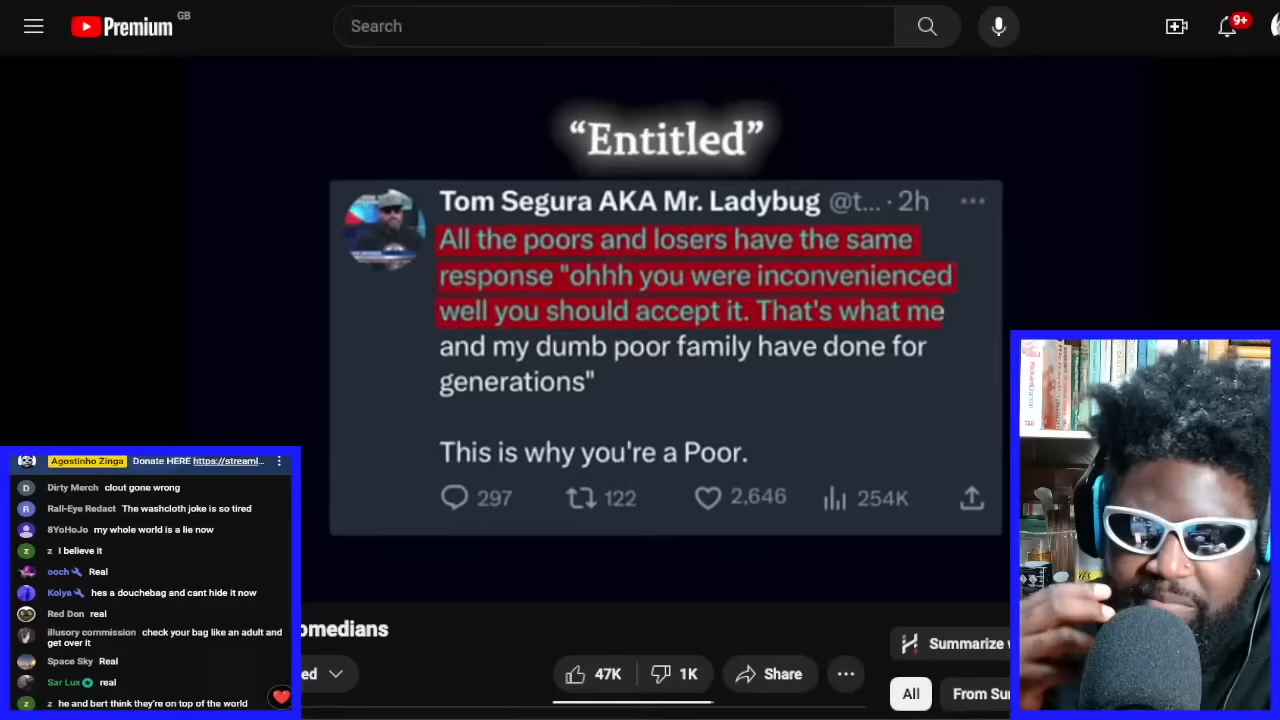 Premium GB
Search
9+
“Entitled”
Tom Segura AKA Mr. Ladybug @t... · 2h
All the poors and losers have the same
response "ohhh you were inconvenienced
well you should accept it. That's what me
and my dumb poor family have done for
generations"
This is why you're a Poor.
297 122 2,646 254K
Agostinho Zinga Donate HERE https://streaml...
D Dirty Merch clout gone wrong
R Rall-Eye Redact The washcloth joke is so tired
8YoHoJo my whole world is a lie now
z z I believe it
ooch Real
Kolya hes a douchebag and cant hide it now
Red Don real
illusory commission check your bag like an adult and
get over it
Space Sky Real
Sar Lux real
z z he and bert think they're on top of the world
omedians
ed
47K 1K Share ...
Summarize
All From Su
YES